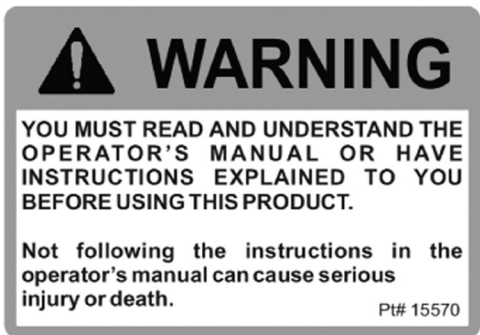 WARNING
YOU MUST READ AND UNDERSTAND THE
OPERATOR'S MANUAL OR HAVE
INSTRUCTIONS EXPLAINED TO YOU
BEFORE USING THIS PRODUCT.
Not following the instructions in the
operator's manual can cause serious
injury or death.
Pt# 15570